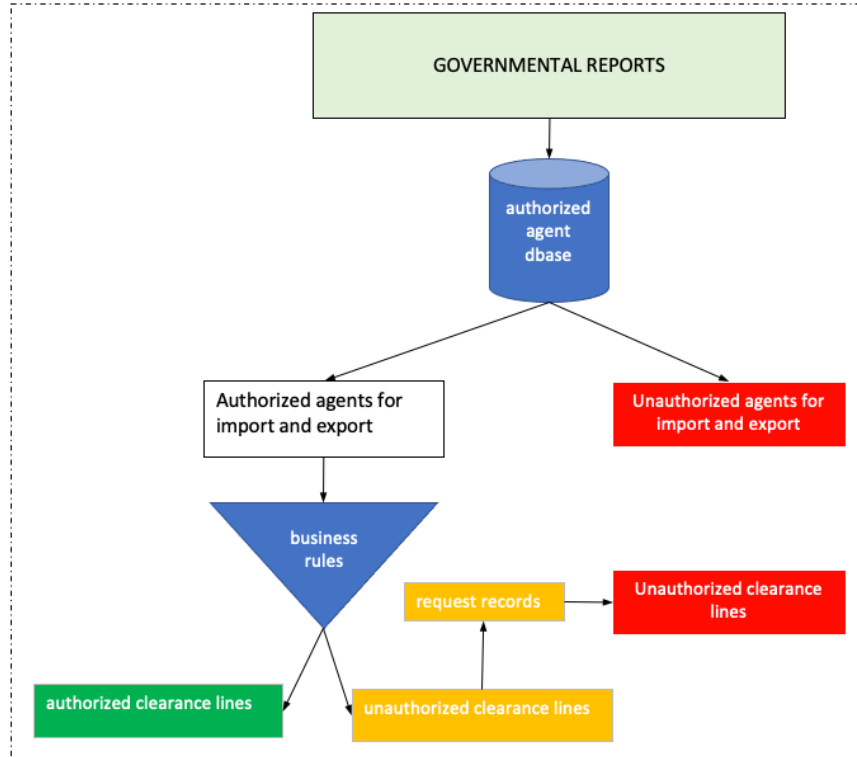 GOVERNMENTAL REPORTS
authorized
agent
dbase
Authorized agents for
import and export
Unauthorized agents for
import and export
business
rules
request records
Unauthorized clearance
lines
authorized clearance lines
unauthorized clearance lines